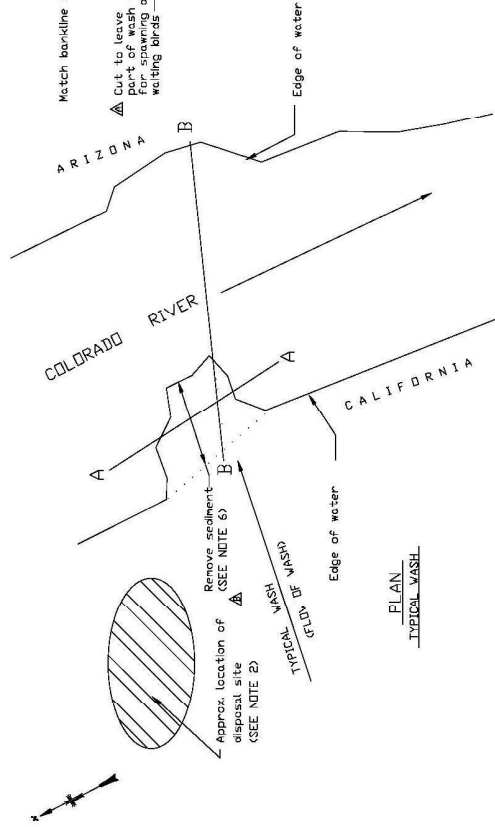 Match bankline
Cut to leave
part of wash
for spawning
waiting birds
ARIZONA
B
Edge of water
COLORADO RIVER
A
A
B
CALIFORNIA
Remove sediment
(SEE NOTE 6)
Edge of water
TYPICAL WASH
(FLOW OF WASH)
Approx. location of
disposal site
(SEE NOTE 2)
PLAN
TYPICAL WASH